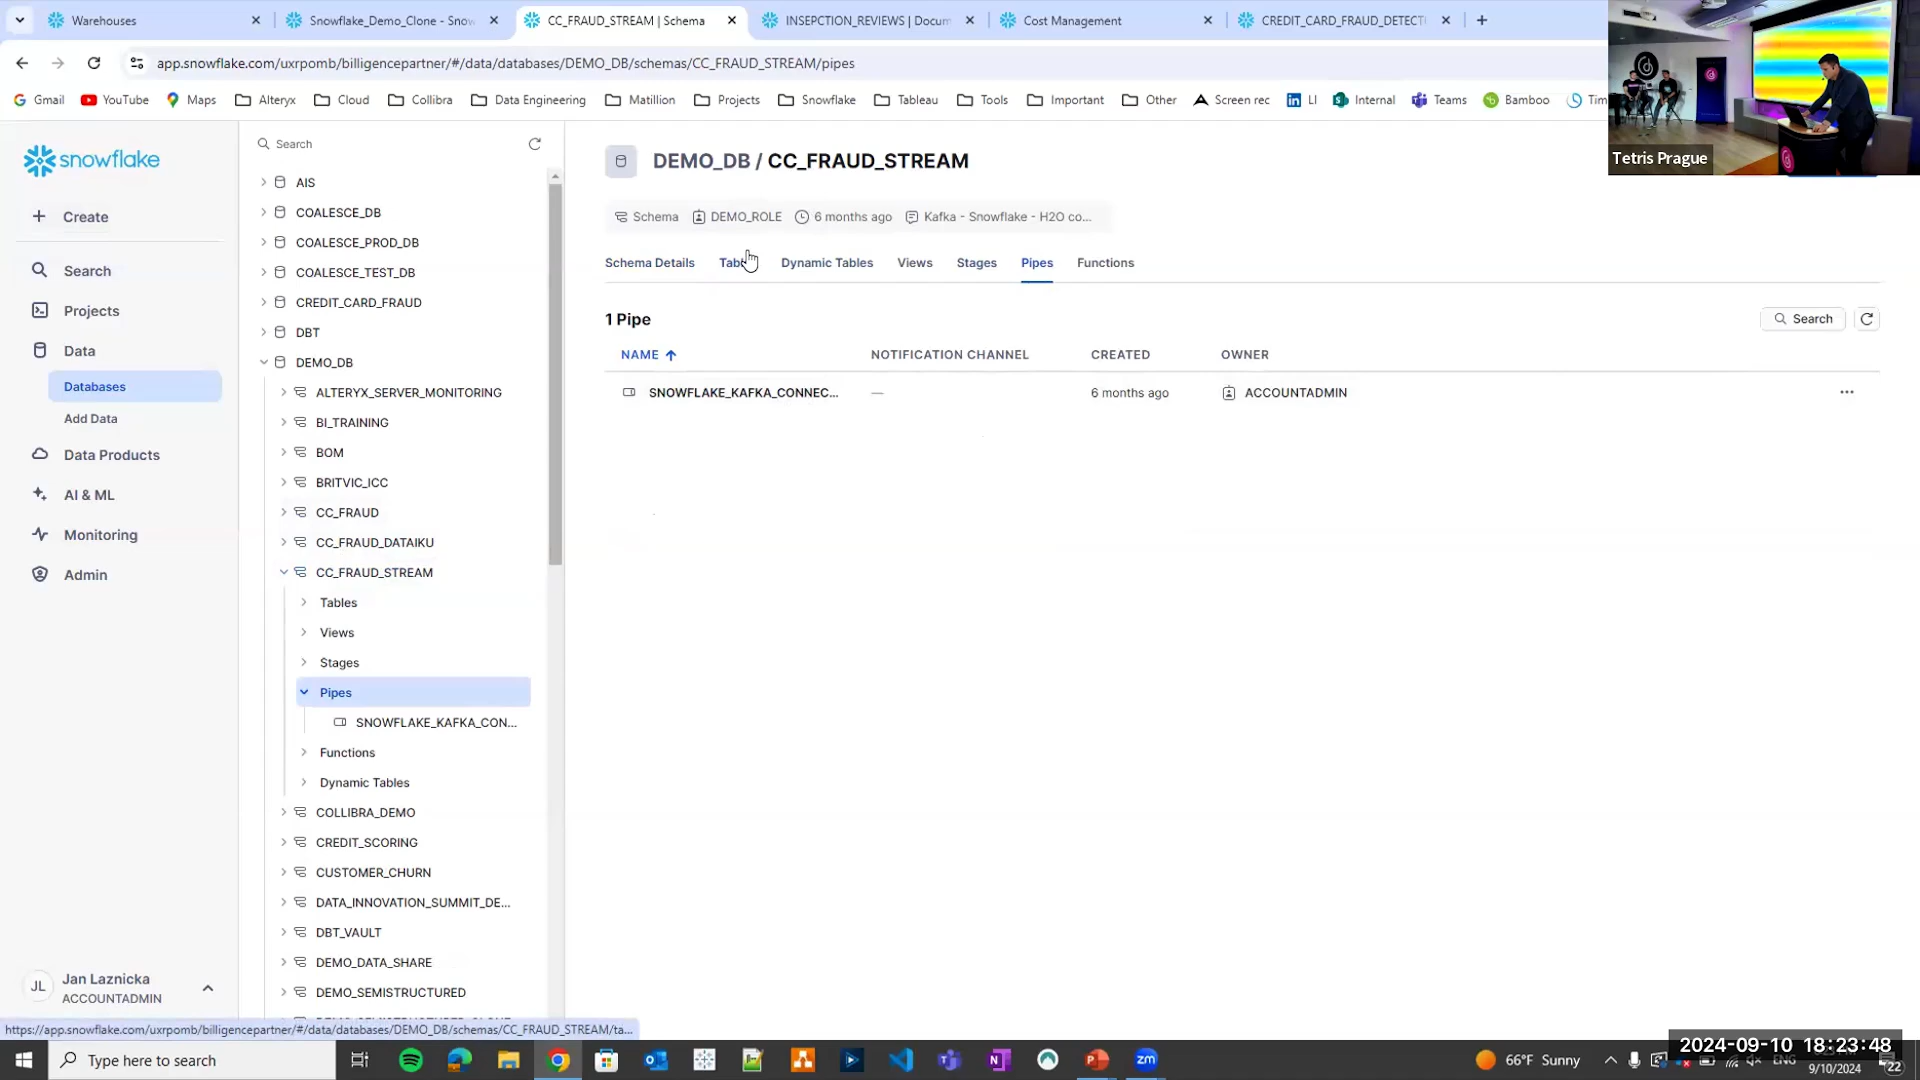 Warehouses
Snowflake_Demo_Clone - Snow
CC_FRAUD_STREAM | Schema
INSEPCTION_REVIEWS | Docum
Cost Management
CREDIT_CARD_FRAUD_DETECT
app.snowflake.com/uxrpomb/billigencepartner/#/data/databases/DEMO_DB/schemas/CC_FRAUD_STREAM/pipes
Gmail
YouTube
Maps
Alteryx
Cloud
Collibra
Data Engineering
Matillion
Projects
Snowflake
Tableau
Tools
Important
Other
Screen rec
LI
Internal
Teams
Bamboo
Tim
Tetris Prague
snowflake
Create
Search
Projects
Data
Databases
Add Data
Data Products
AI & ML
Monitoring
Admin
JL
Jan Laznicka
ACCOUNTADMIN
Search
AIS
COALESCE_DB
COALESCE_PROD_DB
COALESCE_TEST_DB
CREDIT_CARD_FRAUD
DBT
DEMO_DB
ALTERYX_SERVER_MONITORING
BI_TRAINING
BOM
BRITVIC_ICC
CC_FRAUD
CC_FRAUD_DATAIKU
CC_FRAUD_STREAM
Tables
Views
Stages
Pipes
SNOWFLAKE_KAFKA_CON...
Functions
Dynamic Tables
COLLIBRA_DEMO
CREDIT_SCORING
CUSTOMER_CHURN
DATA_INNOVATION_SUMMIT_DE...
DBT_VAULT
DEMO_DATA_SHARE
DEMO_SEMISTRUCTURED
DEMO_DB / CC_FRAUD_STREAM
Schema
DEMO_ROLE
6 months ago
Kafka - Snowflake - H2O co...
Schema Details
Dynamic Tables
Views
Stages
Pipes
Functions
1 Pipe
Search
NAME
NOTIFICATION CHANNEL
CREATED
OWNER
SNOWFLAKE_KAFKA_CONNEC...
—
6 months ago
ACCOUNTADMIN
https://app.snowflake.com/uxrpomb/billigencepartner/#/data/databases/DEMO_DB/schemas/CC_FRAUD_STREAM/ta...
Type here to search
66°F Sunny
ENG
2024-09-10 18:23:48
9/10/2024
22